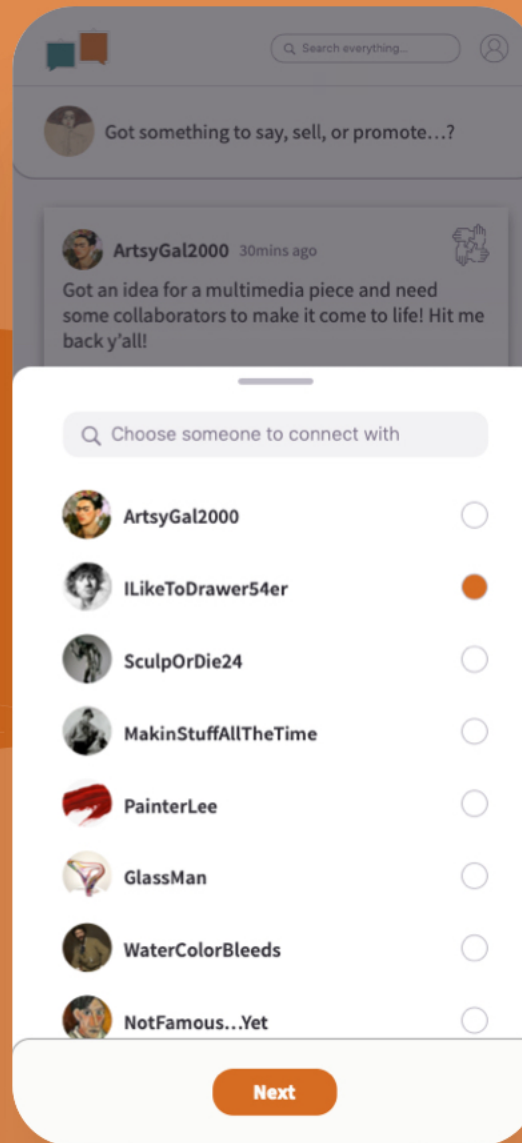 Search everything...
Got something to say, sell, or promote...?
ArtsyGal2000 30mins ago
Got an idea for a multimedia piece and need
some collaborators to make it come to life! Hit me
back y'all!
Choose someone to connect with
ArtsyGal2000
ILikeToDrawer54er
SculpOrDie24
MakinStuffAllTheTime
PainterLee
GlassMan
WaterColorBleeds
NotFamous...Yet
Next